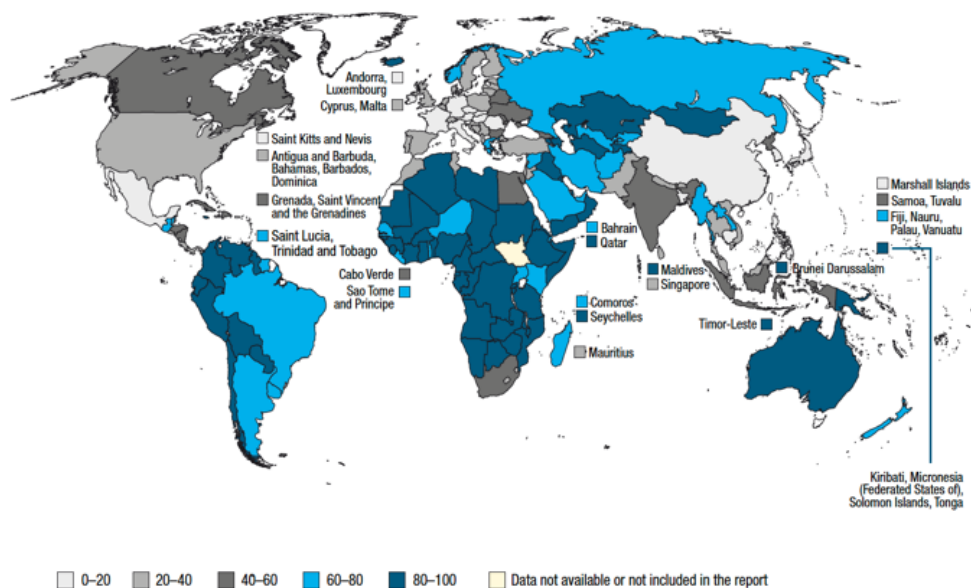 Andorra,
Luxembourg
Cyprus, Malta
Saint Kitts and Nevis
Antigua and Barbuda,
Bahamas, Barbados,
Dominica
Grenada, Saint Vincent
and the Grenadines
Saint Lucia,
Trinidad and Tobago
Cabo Verde
Sao Tome
and Principe
Bahrain
Qatar
Maldives
Singapore
Comoros
Seychelles
Mauritius
Brunei Darussalam
Timor-Leste
Marshall Islands
Samoa, Tuvalu
Fiji, Nauru,
Palau, Vanuatu
Kiribati, Micronesia
(Federated States of),
Solomon Islands, Tonga
0–20
20–40
40–60
60–80
80–100
Data not available or not included in the report